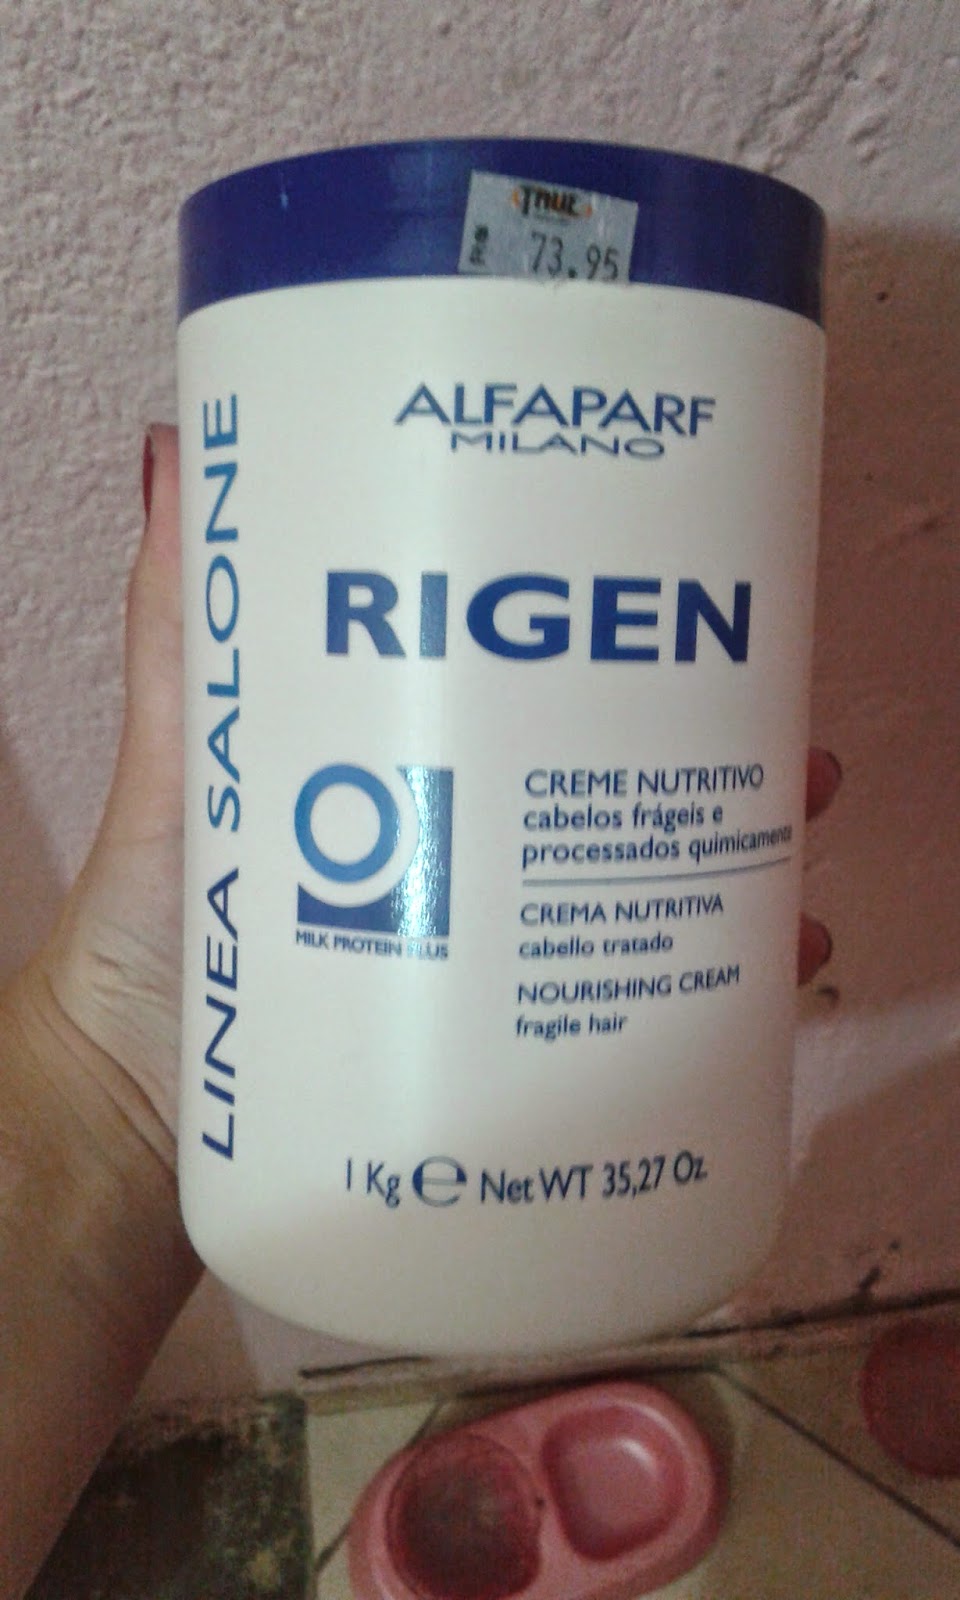 TRUE
R$ 73.95
ALFAPARF
MILANO
RIGEN
LINEA SALONE
MILK PROTEIN PLUS
CREME NUTRITIVO
cabelos frágeis e
processados quimicamente
CREMA NUTRITIVA
cabello tratado
NOURISHING CREAM
fragile hair
1 Kg e Net WT 35,27 Oz